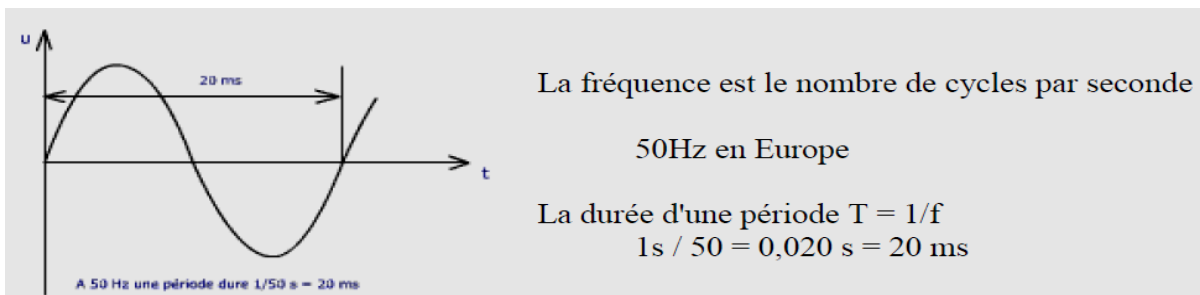 u
20 ms
t
A 50 Hz une période dure 1/50 s = 20 ms
La fréquence est le nombre de cycles par seconde
50Hz en Europe
La durée d'une période T = 1/f
1s / 50 = 0,020 s = 20 ms